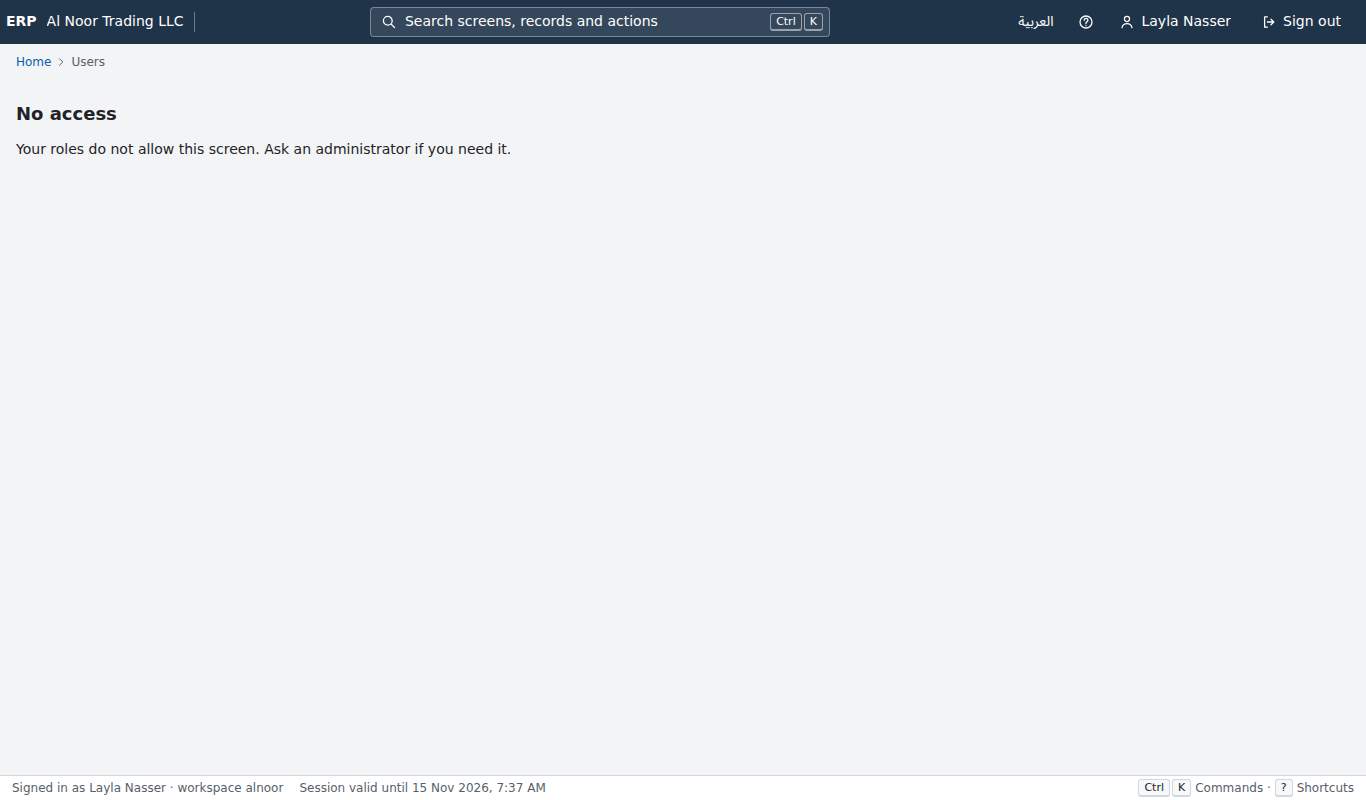 ERP Al Noor Trading LLC Search screens, records and actions Ctrl K العربية Layla Nasser Sign out
Home Users
No access
Your roles do not allow this screen. Ask an administrator if you need it.
Signed in as Layla Nasser · workspace alnoor Session valid until 15 Nov 2026, 7:37 AM Ctrl K Commands · ? Shortcuts